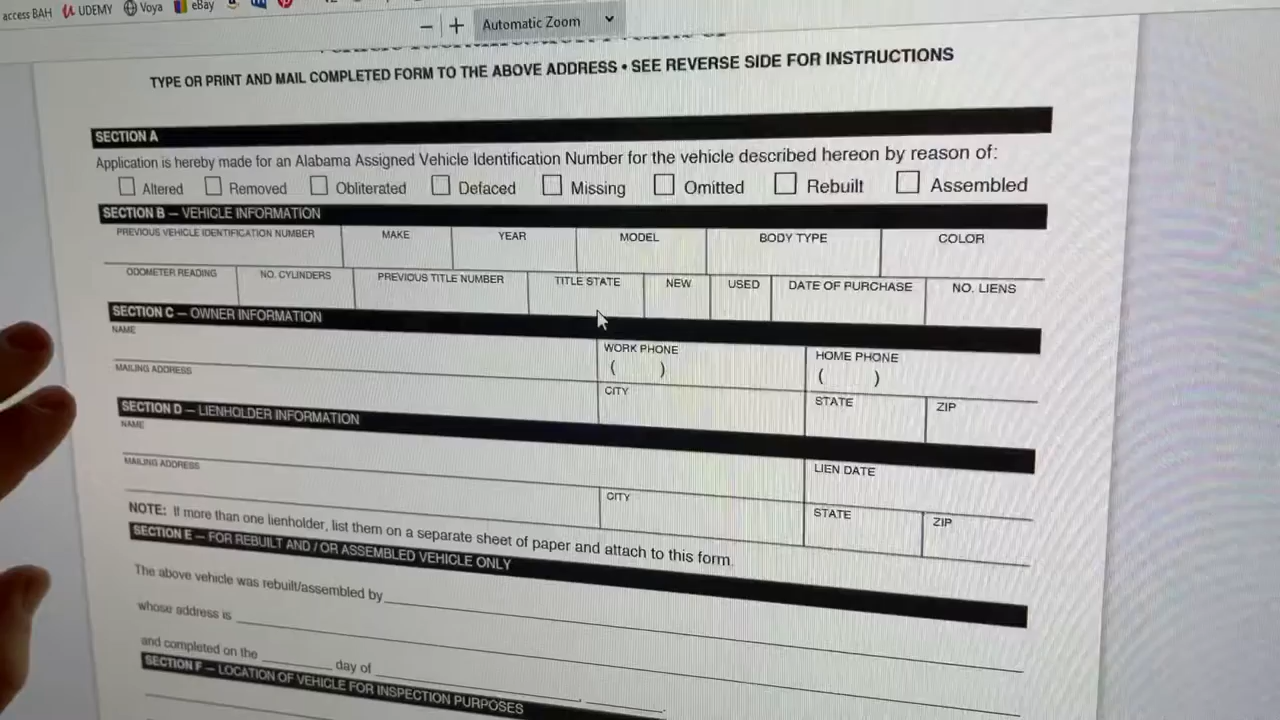 access BAH UDEMY Voya eBay
− + Automatic Zoom
TYPE OR PRINT AND MAIL COMPLETED FORM TO THE ABOVE ADDRESS • SEE REVERSE SIDE FOR INSTRUCTIONS
SECTION A
Application is hereby made for an Alabama Assigned Vehicle Identification Number for the vehicle described hereon by reason of:
Altered Removed Obliterated Defaced Missing Omitted Rebuilt Assembled
SECTION B — VEHICLE INFORMATION
PREVIOUS VEHICLE IDENTIFICATION NUMBER MAKE YEAR MODEL BODY TYPE COLOR
ODOMETER READING NO. CYLINDERS PREVIOUS TITLE NUMBER TITLE STATE NEW USED DATE OF PURCHASE NO. LIENS
SECTION C — OWNER INFORMATION
NAME WORK PHONE HOME PHONE
( ) ( )
MAILING ADDRESS CITY STATE ZIP
SECTION D — LIENHOLDER INFORMATION
NAME LIEN DATE
MAILING ADDRESS CITY STATE ZIP
NOTE: If more than one lienholder, list them on a separate sheet of paper and attach to this form.
SECTION E — FOR REBUILT AND / OR ASSEMBLED VEHICLE ONLY
The above vehicle was rebuilt/assembled by
whose address is
and completed on the ________ day of ________________, ________.
SECTION F — LOCATION OF VEHICLE FOR INSPECTION PURPOSES